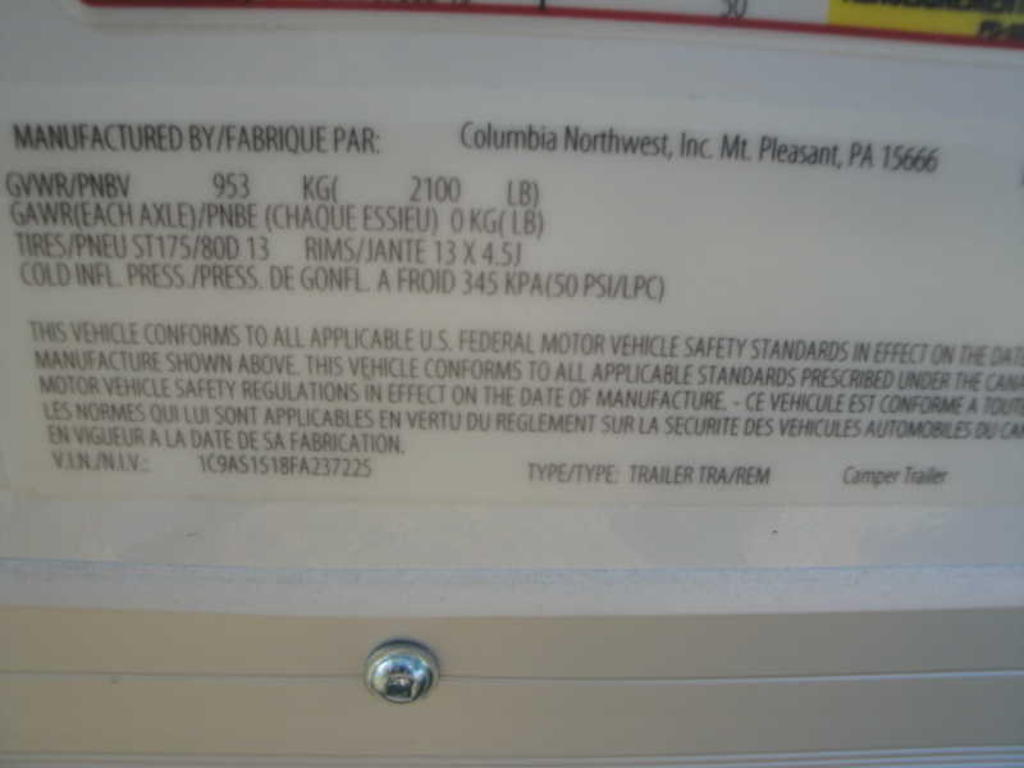 50
MANUFACTURED BY/FABRIQUE PAR: Columbia Northwest, Inc. Mt. Pleasant, PA 15666
GVWR/PNBV 953 KG( 2100 LB)
GAWR(EACH AXLE)/PNBE (CHAQUE ESSIEU) 0 KG( LB)
TIRES/PNEU ST175/80D 13 RIMS/JANTE 13 X 4.5J
COLD INFL. PRESS./PRESS. DE GONFL. A FROID 345 KPA(50 PSI/LPC)
THIS VEHICLE CONFORMS TO ALL APPLICABLE U.S. FEDERAL MOTOR VEHICLE SAFETY STANDARDS IN EFFECT ON THE DAT
MANUFACTURE SHOWN ABOVE. THIS VEHICLE CONFORMS TO ALL APPLICABLE STANDARDS PRESCRIBED UNDER THE CANA
MOTOR VEHICLE SAFETY REGULATIONS IN EFFECT ON THE DATE OF MANUFACTURE. - CE VEHICULE EST CONFORME A TOUTE
LES NORMES QUI LUI SONT APPLICABLES EN VERTU DU REGLEMENT SUR LA SECURITE DES VEHICULES AUTOMOBILES DU CAN
EN VIGUEUR A LA DATE DE SA FABRICATION.
V.I.N./N.I.V.: 1C9AS1518FA237225 TYPE/TYPE: TRAILER TRA/REM Camper Trailer